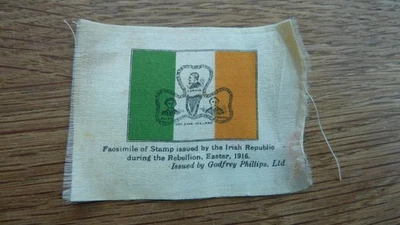 Facsimile of Stamp issued by the Irish Republic
during the Rebellion, Easter, 1916.
Issued by Godfrey Phillips, Ltd.